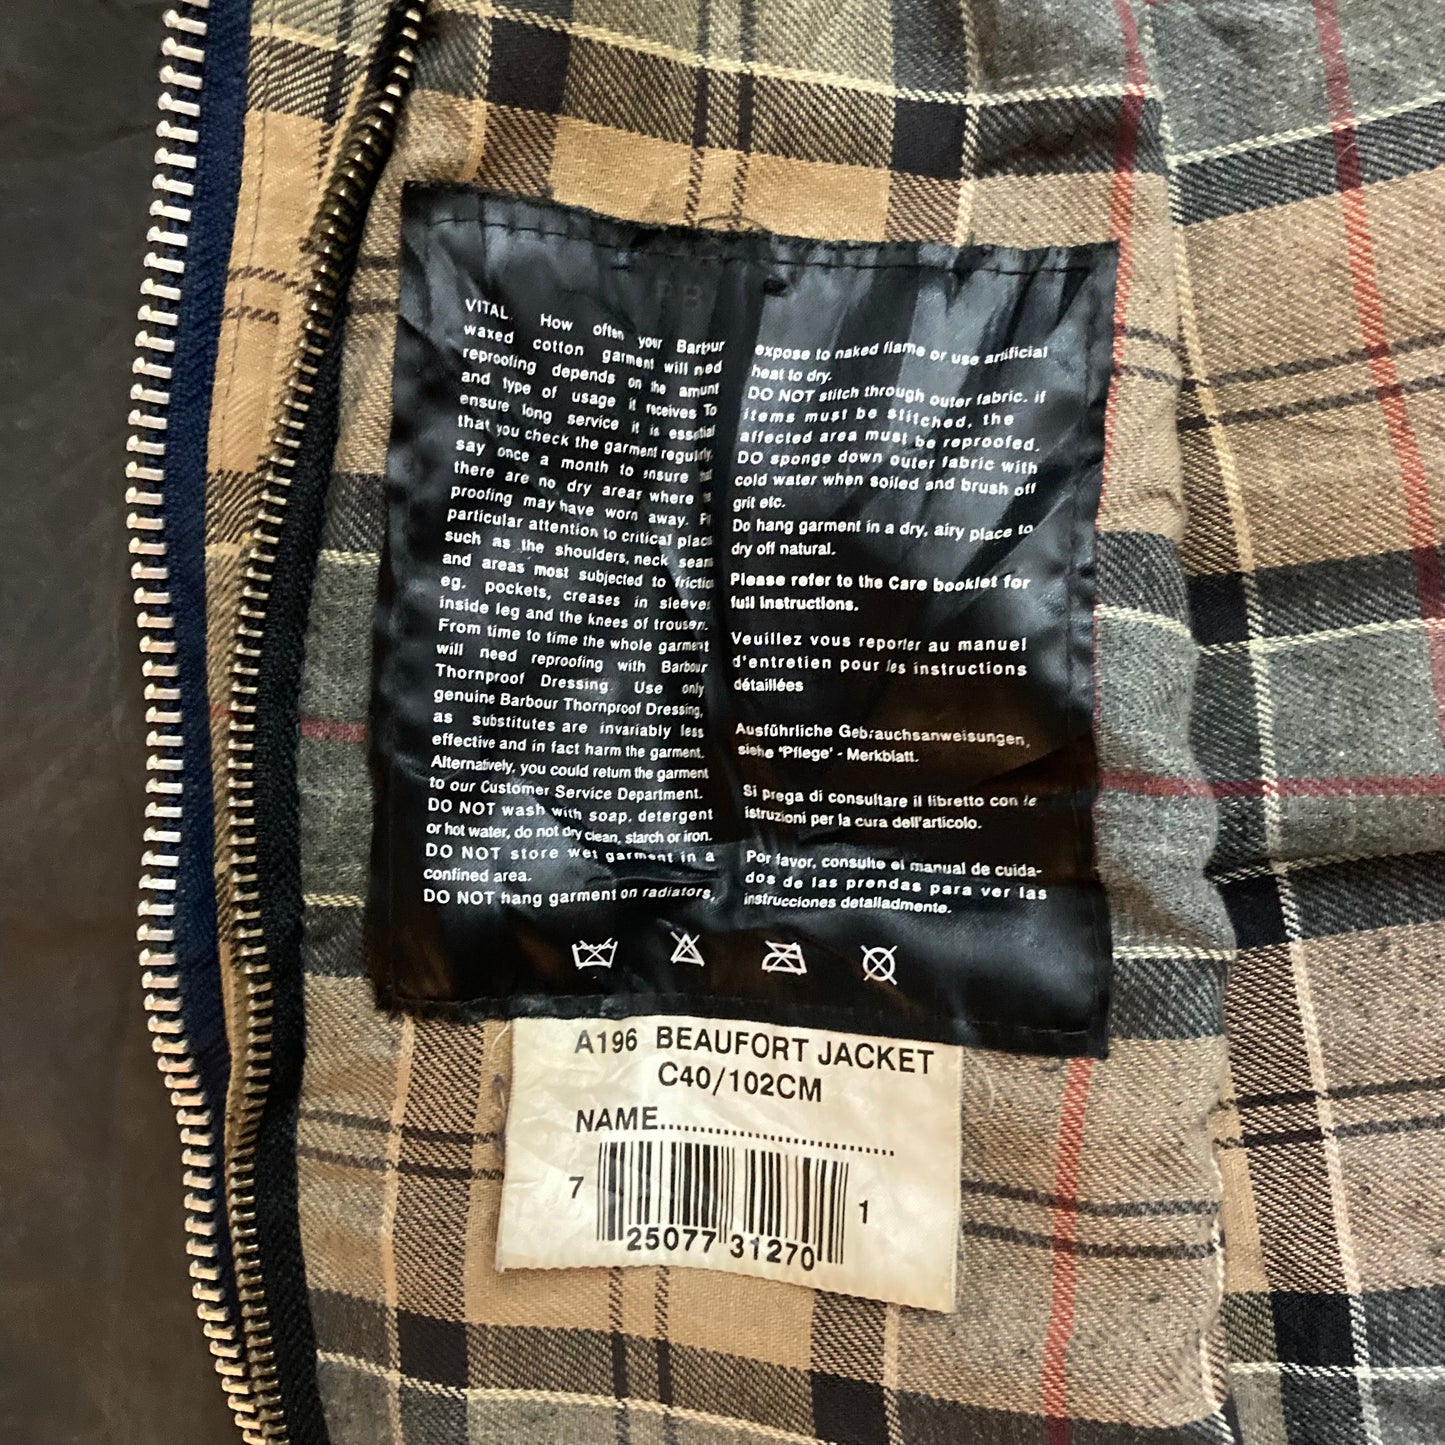 VITAL. How often your Barbour
waxed cotton garment will need
reproofing depends on the amunt
and type of usage it receives To
ensure long service it is essential
that you check the garment regularly,
say once a month to ensure
there are no dry areas where
proofing may have worn away.
particular attention to critical
such as the shoulders, neck seam
and areas most subjected to friction
eg. pockets, creases in sleeves
inside leg and the knees of trousers.
From time to time the whole garment
will need reproofing with Barbour
Thornproof Dressing. Use only
genuine Barbour Thornproof Dressing,
as substitutes are invariably less
effective and in fact harm the garment.
Alternatively, you could return the garment
to our Customer Service Department.
DO NOT wash with soap, detergent
or hot water, do not dry clean, starch or iron.
DO NOT store wet garment in a
confined area.
DO NOT hang garment on radiators,
expose to naked flame or use artificial
heat to dry.
DO NOT stitch through outer fabric. if
items must be stitched, the
affected area must be reproofed.
DO sponge down outer fabric with
cold water when soiled and brush off
grit etc.
Do hang garment in a dry, airy place to
dry off natural.
Please refer to the Care booklet for
full instructions.
Veuillez vous reporter au manuel
d'entretien pour les instructions
détaillées
Ausführliche Gebrauchsanweisungen,
siehe 'Pflege' - Merkblatt.
Si prega di consultare il libretto con le
istruzioni per la cura dell'articolo.
Por favor, consulte el manual de cuida-
dos de las prendas para ver las
instrucciones detalladmente.
A196 BEAUFORT JACKET
C40/102CM
NAME..............................
7 25077 31270 1